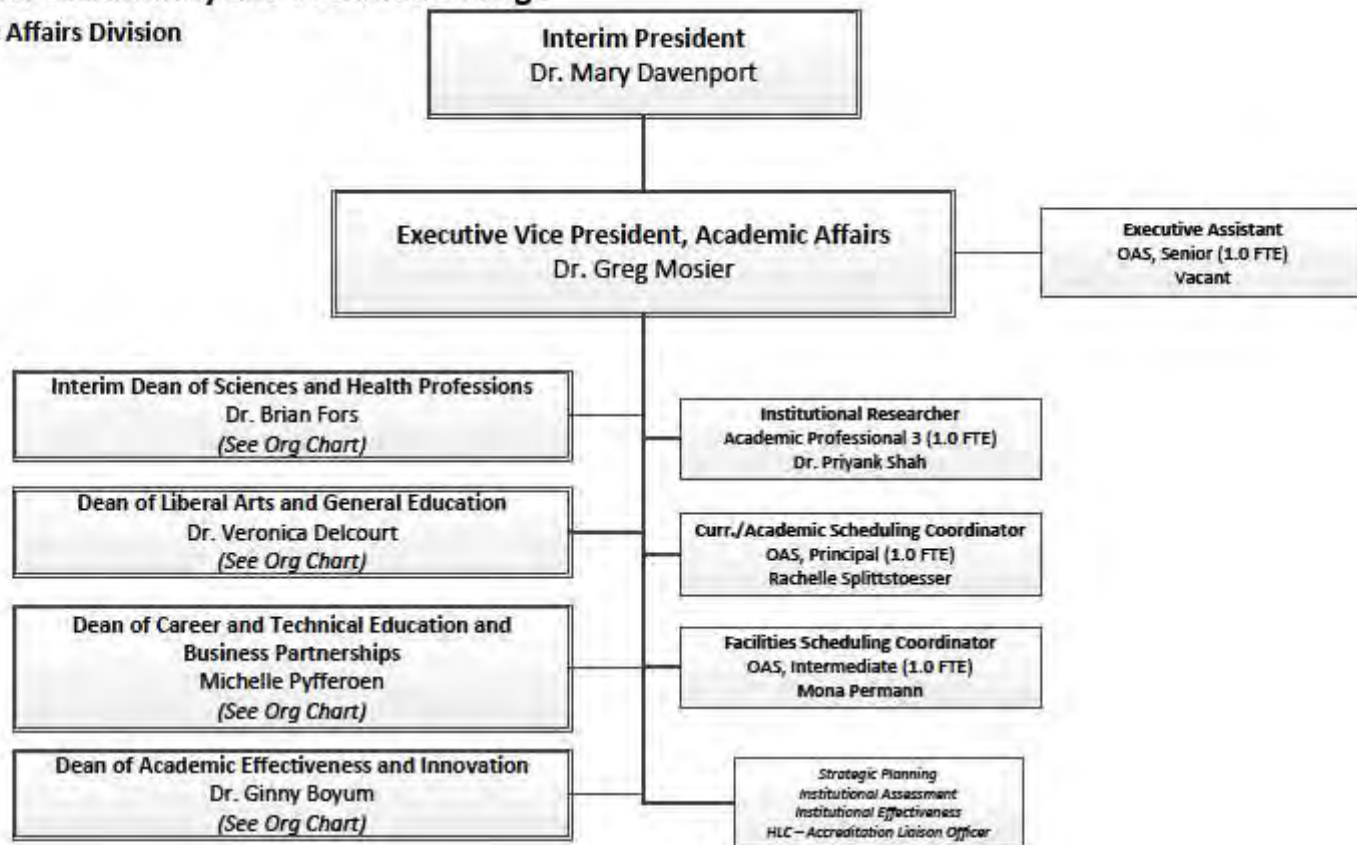 Affairs Division
Interim President
Dr. Mary Davenport
Executive Vice President, Academic Affairs
Dr. Greg Mosier
Executive Assistant
OAS, Senior (1.0 FTE)
Vacant
Interim Dean of Sciences and Health Professions
Dr. Brian Fors
(See Org Chart)
Institutional Researcher
Academic Professional 3 (1.0 FTE)
Dr. Priyank Shah
Dean of Liberal Arts and General Education
Dr. Veronica Delcourt
(See Org Chart)
Curr./Academic Scheduling Coordinator
OAS, Principal (1.0 FTE)
Rachelle Splittstoesser
Dean of Career and Technical Education and
Business Partnerships
Michelle Pyfferoen
(See Org Chart)
Facilities Scheduling Coordinator
OAS, Intermediate (1.0 FTE)
Mona Permann
Dean of Academic Effectiveness and Innovation
Dr. Ginny Boyum
(See Org Chart)
Strategic Planning
Institutional Assessment
Institutional Effectiveness
HLC – Accreditation Liaison Officer